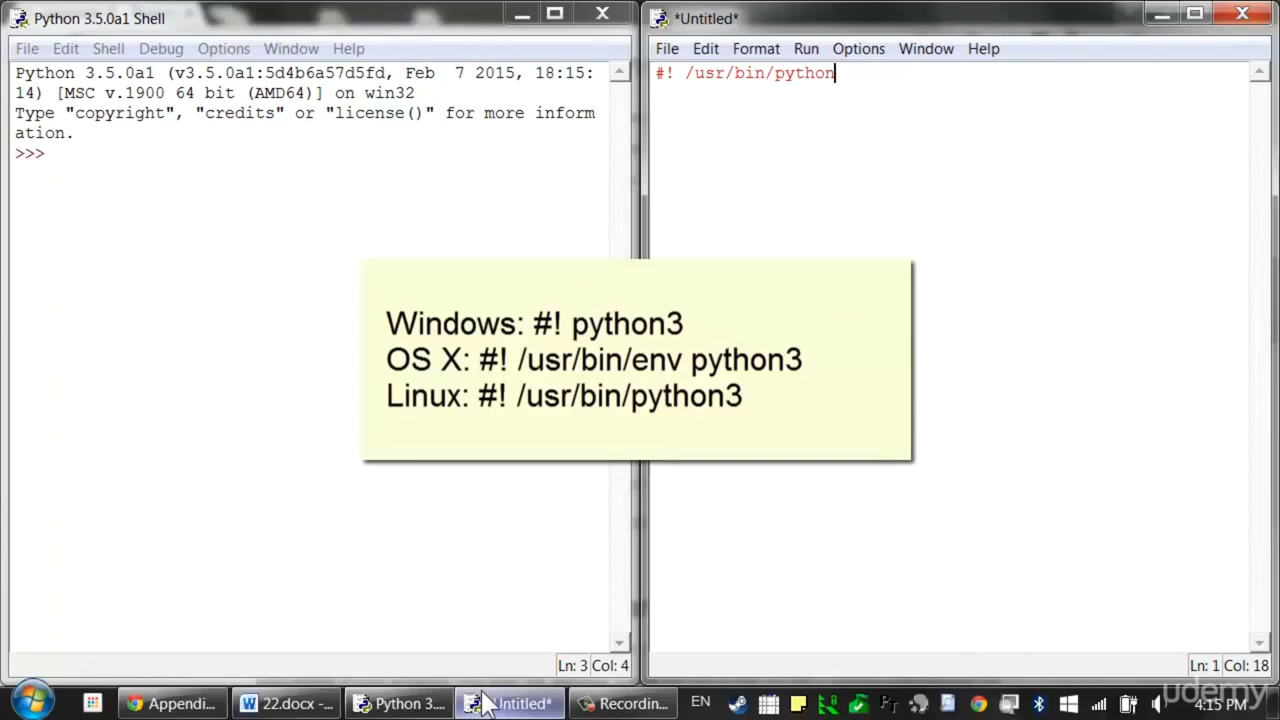 Python 3.5.0a1 Shell
File Edit Shell Debug Options Window Help
Python 3.5.0a1 (v3.5.0a1:5d4b6a57d5fd, Feb  7 2015, 18:15:
14) [MSC v.1900 64 bit (AMD64)] on win32
Type "copyright", "credits" or "license()" for more inform
ation.
>>>
Ln: 3 Col: 4
*Untitled*
File Edit Format Run Options Window Help
#! /usr/bin/python
Ln: 1 Col: 18
Windows: #! python3
OS X: #! /usr/bin/env python3
Linux: #! /usr/bin/python3
Appendi... 22.docx -... Python 3.... Untitled* Recordin... EN 4:15 PM
udemy